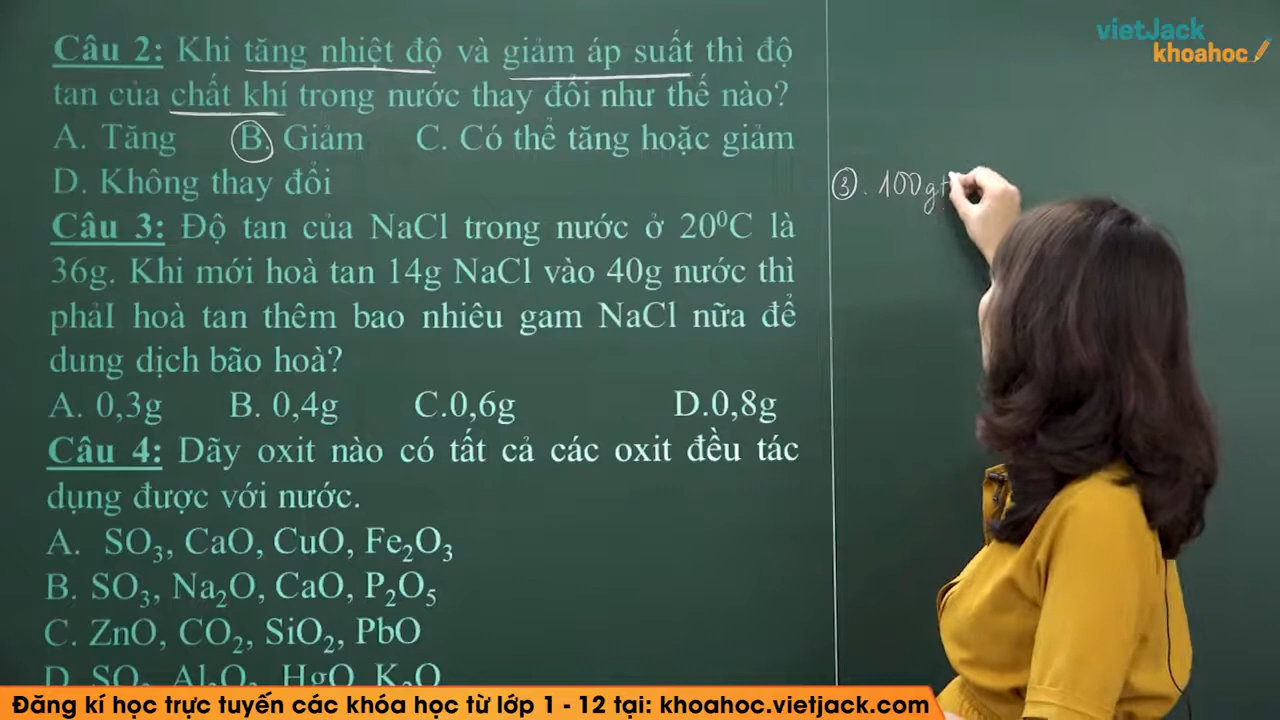 vietJack
khoahoc
Câu 2: Khi tăng nhiệt độ và giảm áp suất thì độ
tan của chất khí trong nước thay đổi như thế nào?
A. Tăng B. Giảm C. Có thể tăng hoặc giảm
D. Không thay đổi
Câu 3: Độ tan của NaCl trong nước ở 20⁰C là
36g. Khi mới hoà tan 14g NaCl vào 40g nước thì
phảI hoà tan thêm bao nhiêu gam NaCl nữa để
dung dịch bão hoà?
A. 0,3g B. 0,4g C.0,6g D.0,8g
Câu 4: Dãy oxit nào có tất cả các oxit đều tác
dụng được với nước.
A. SO₃, CaO, CuO, Fe₂O₃
B. SO₃, Na₂O, CaO, P₂O₅
C. ZnO, CO₂, SiO₂, PbO
D. SO₂, Al₂O₃, HgO, K₂O
③. 100g
Đăng kí học trực tuyến các khóa học từ lớp 1 - 12 tại: khoahoc.vietjack.com